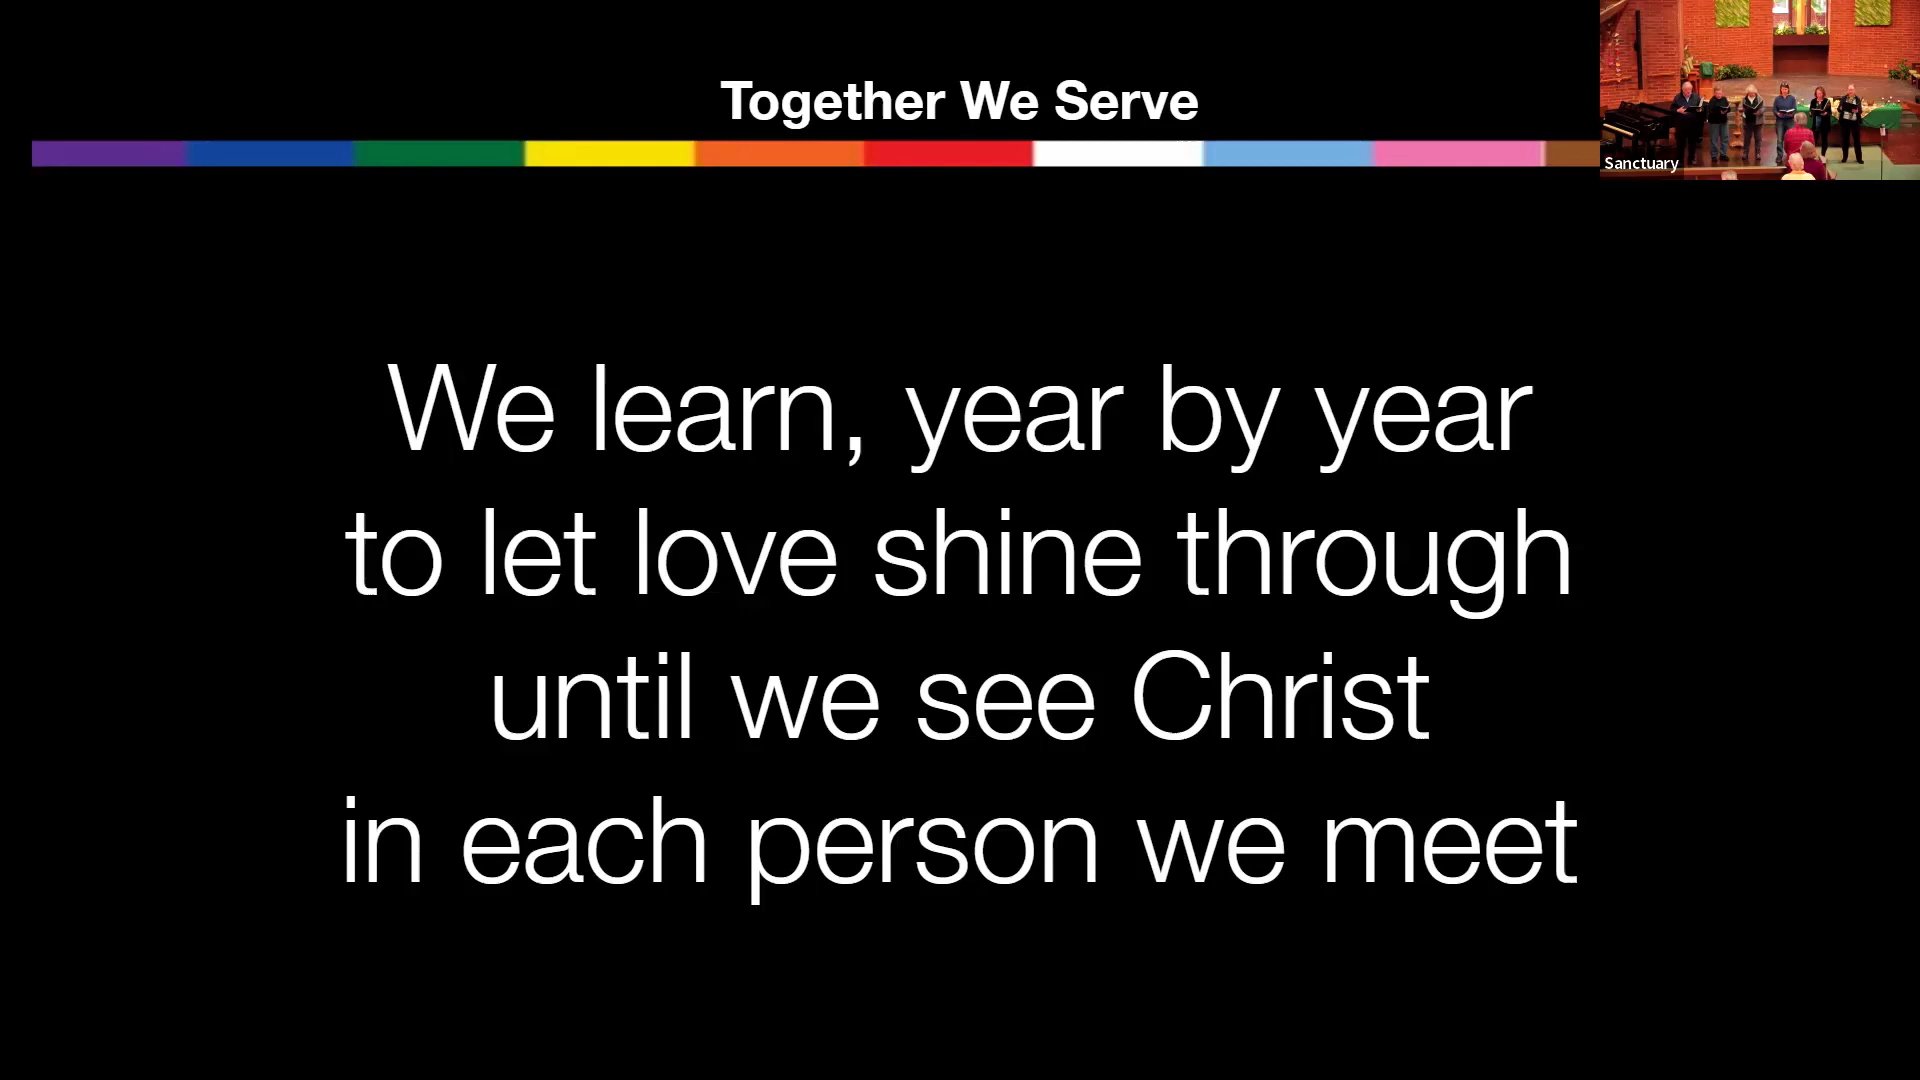 Together We Serve
Sanctuary
We learn, year by year
to let love shine through
until we see Christ
in each person we meet